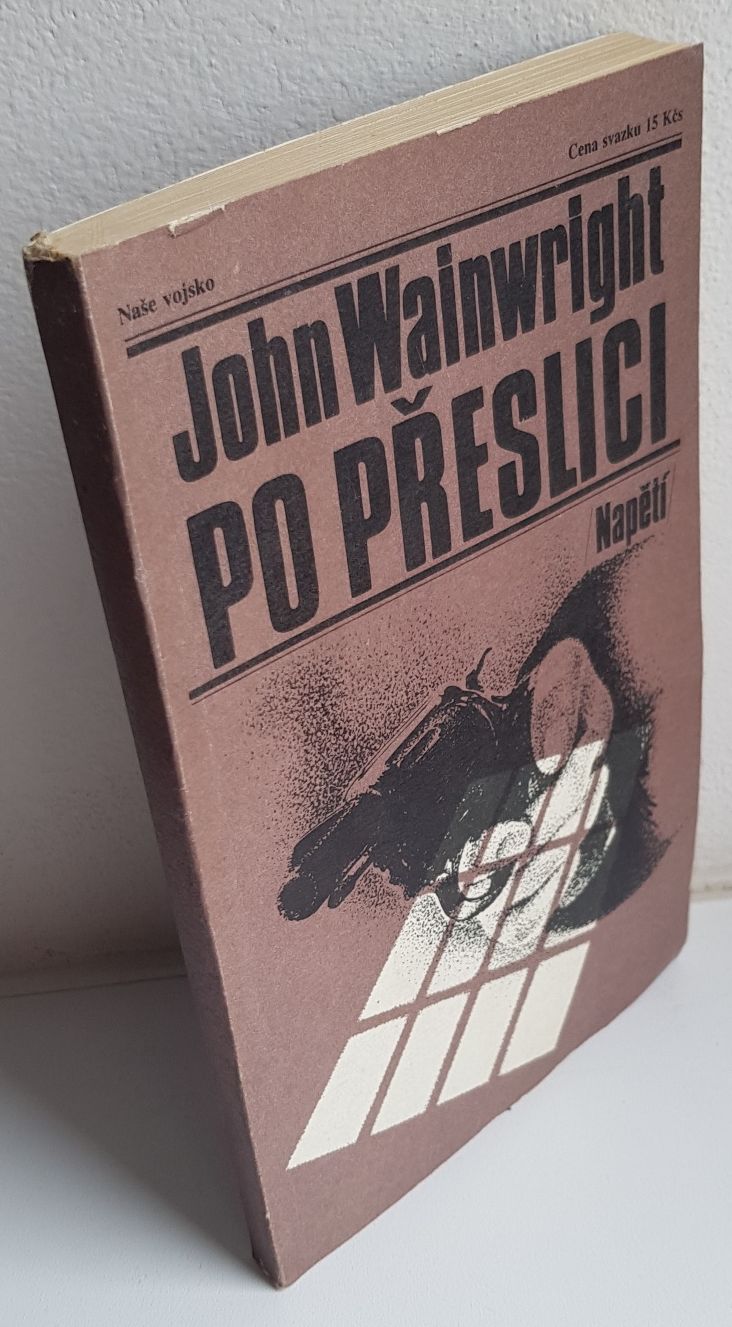 Naše vojsko
Cena svazku 15 Kčs
John Wainwright
PO PŘESLICI
Napětí